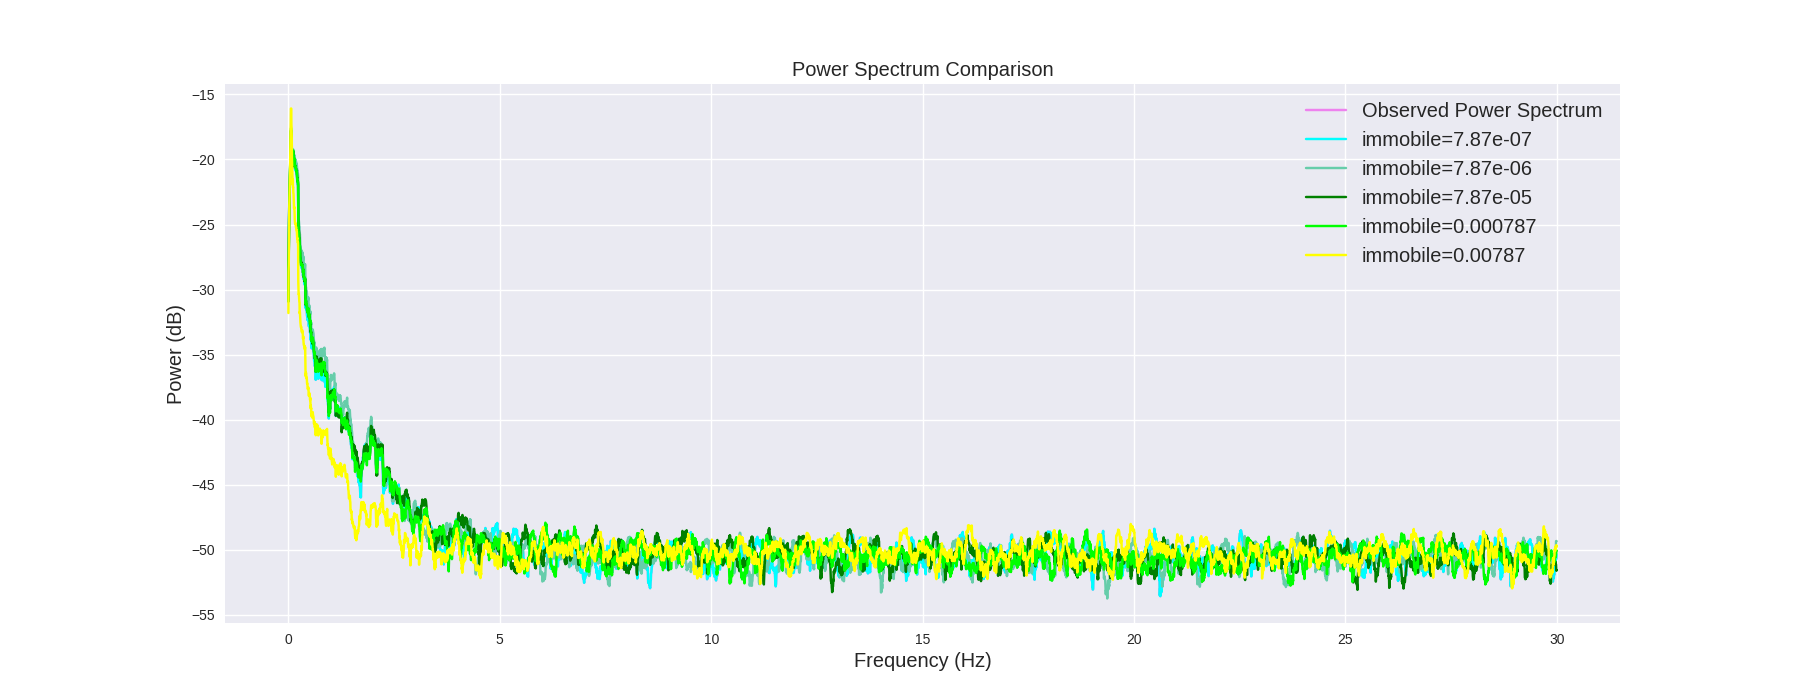 Power Spectrum Comparison
Observed Power Spectrum
immobile=7.87e-07
immobile=7.87e-06
immobile=7.87e-05
immobile=0.000787
immobile=0.00787
Power (dB)
−15
−20
−25
−30
−35
−40
−45
−50
−55
0 5 10 15 20 25 30
Frequency (Hz)